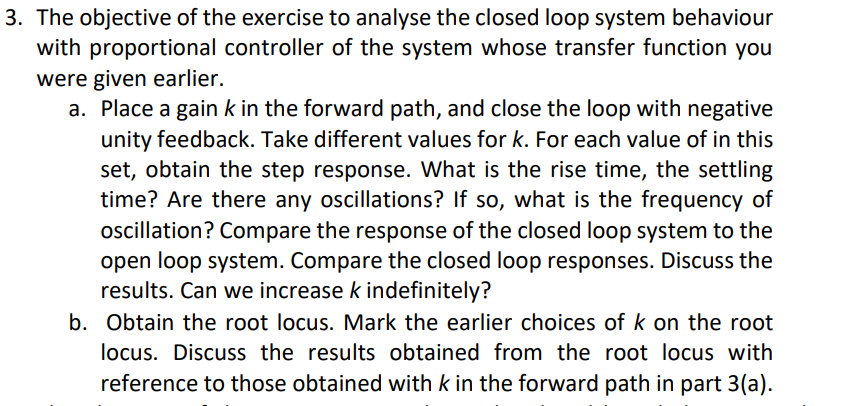 3. The objective of the exercise to analyse the closed loop system behaviour
with proportional controller of the system whose transfer function you
were given earlier.
a. Place a gain k in the forward path, and close the loop with negative
unity feedback. Take different values for k. For each value of in this
set, obtain the step response. What is the rise time, the settling
time? Are there any oscillations? If so, what is the frequency of
oscillation? Compare the response of the closed loop system to the
open loop system. Compare the closed loop responses. Discuss the
results. Can we increase k indefinitely?
b. Obtain the root locus. Mark the earlier choices of k on the root
locus. Discuss the results obtained from the root locus with
reference to those obtained with k in the forward path in part 3(a).